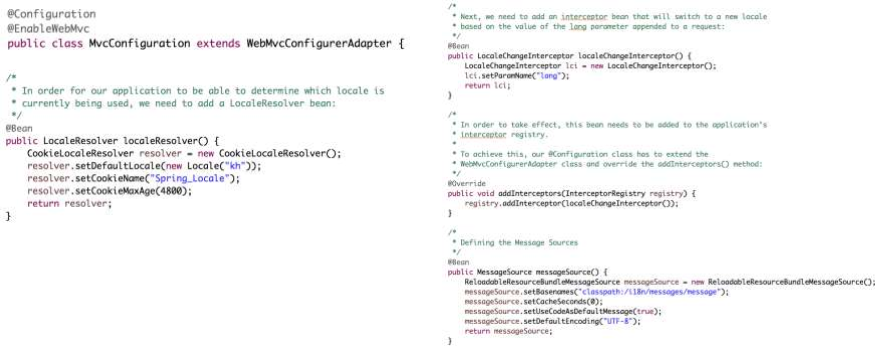 @Configuration
@EnableWebMvc
public class MvcConfiguration extends WebMvcConfigurerAdapter {
/*
* In order for our application to be able to determine which locale is
* currently being used, we need to add a LocaleResolver bean:
*/
@Bean
public LocaleResolver localeResolver() {
CookieLocaleResolver resolver = new CookieLocaleResolver();
resolver.setDefaultLocale(new Locale("kh"));
resolver.setCookieName("Spring_Locale");
resolver.setCookieMaxAge(4800);
return resolver;
}
/*
* Next, we need to add an interceptor bean that will switch to a new locale
* based on the value of the lang parameter appended to a request:
*/
@Bean
public LocaleChangeInterceptor localeChangeInterceptor() {
LocaleChangeInterceptor lci = new LocaleChangeInterceptor();
lci.setParamName("lang");
return lci;
}
/*
* In order to take effect, this bean needs to be added to the application's
* interceptor registry.
*
* To achieve this, our @Configuration class has to extend the
* WebMvcConfigurerAdapter class and override the addInterceptors() method:
*/
@Override
public void addInterceptors(InterceptorRegistry registry) {
registry.addInterceptor(localeChangeInterceptor());
}
/*
* Defining the Message Sources
*/
@Bean
public MessageSource messageSource() {
ReloadableResourceBundleMessageSource messageSource = new ReloadableResourceBundleMessageSource();
messageSource.setBasenames("classpath:/i18n/messages/message");
messageSource.setCacheSeconds(0);
messageSource.setUseCodeAsDefaultMessage(true);
messageSource.setDefaultEncoding("UTF-8");
return messageSource;
}